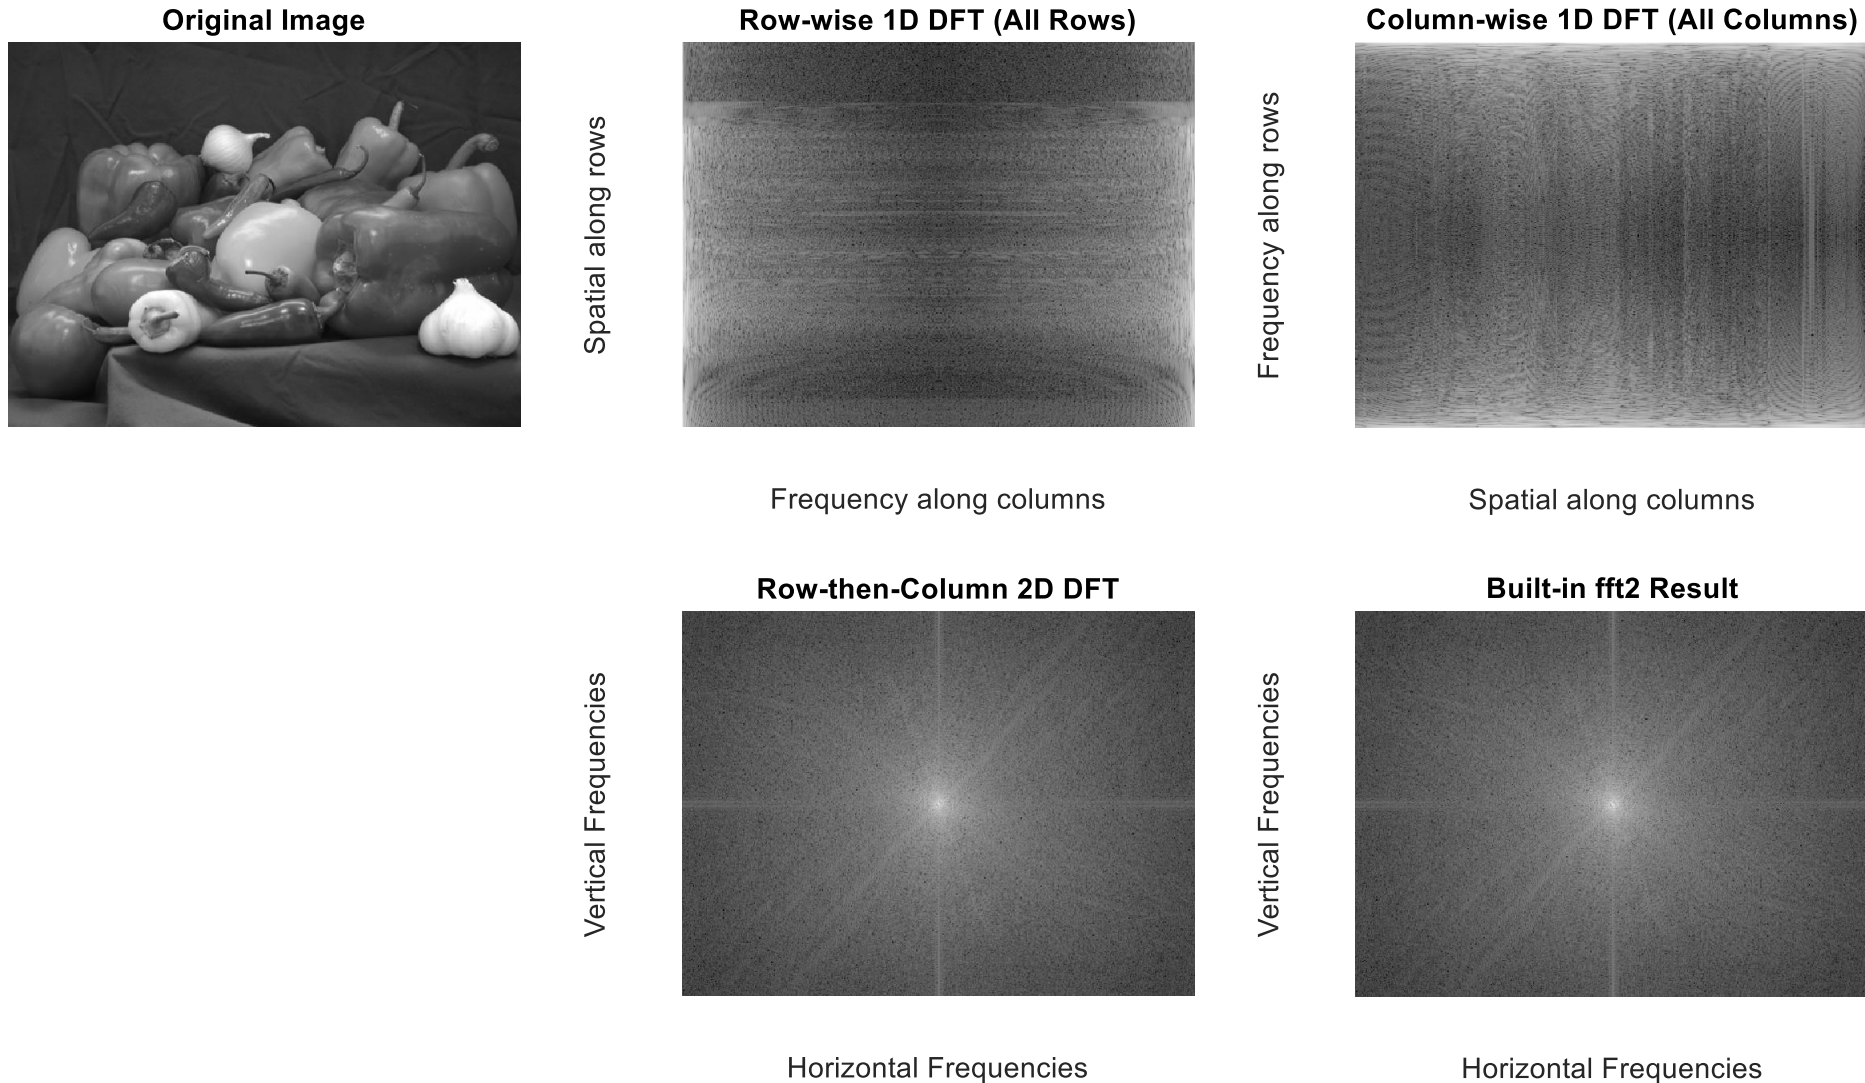 Original Image
Row-wise 1D DFT (All Rows)
Column-wise 1D DFT (All Columns)
Spatial along rows
Frequency along rows
Frequency along columns
Spatial along columns
Row-then-Column 2D DFT
Built-in fft2 Result
Vertical Frequencies
Vertical Frequencies
Horizontal Frequencies
Horizontal Frequencies